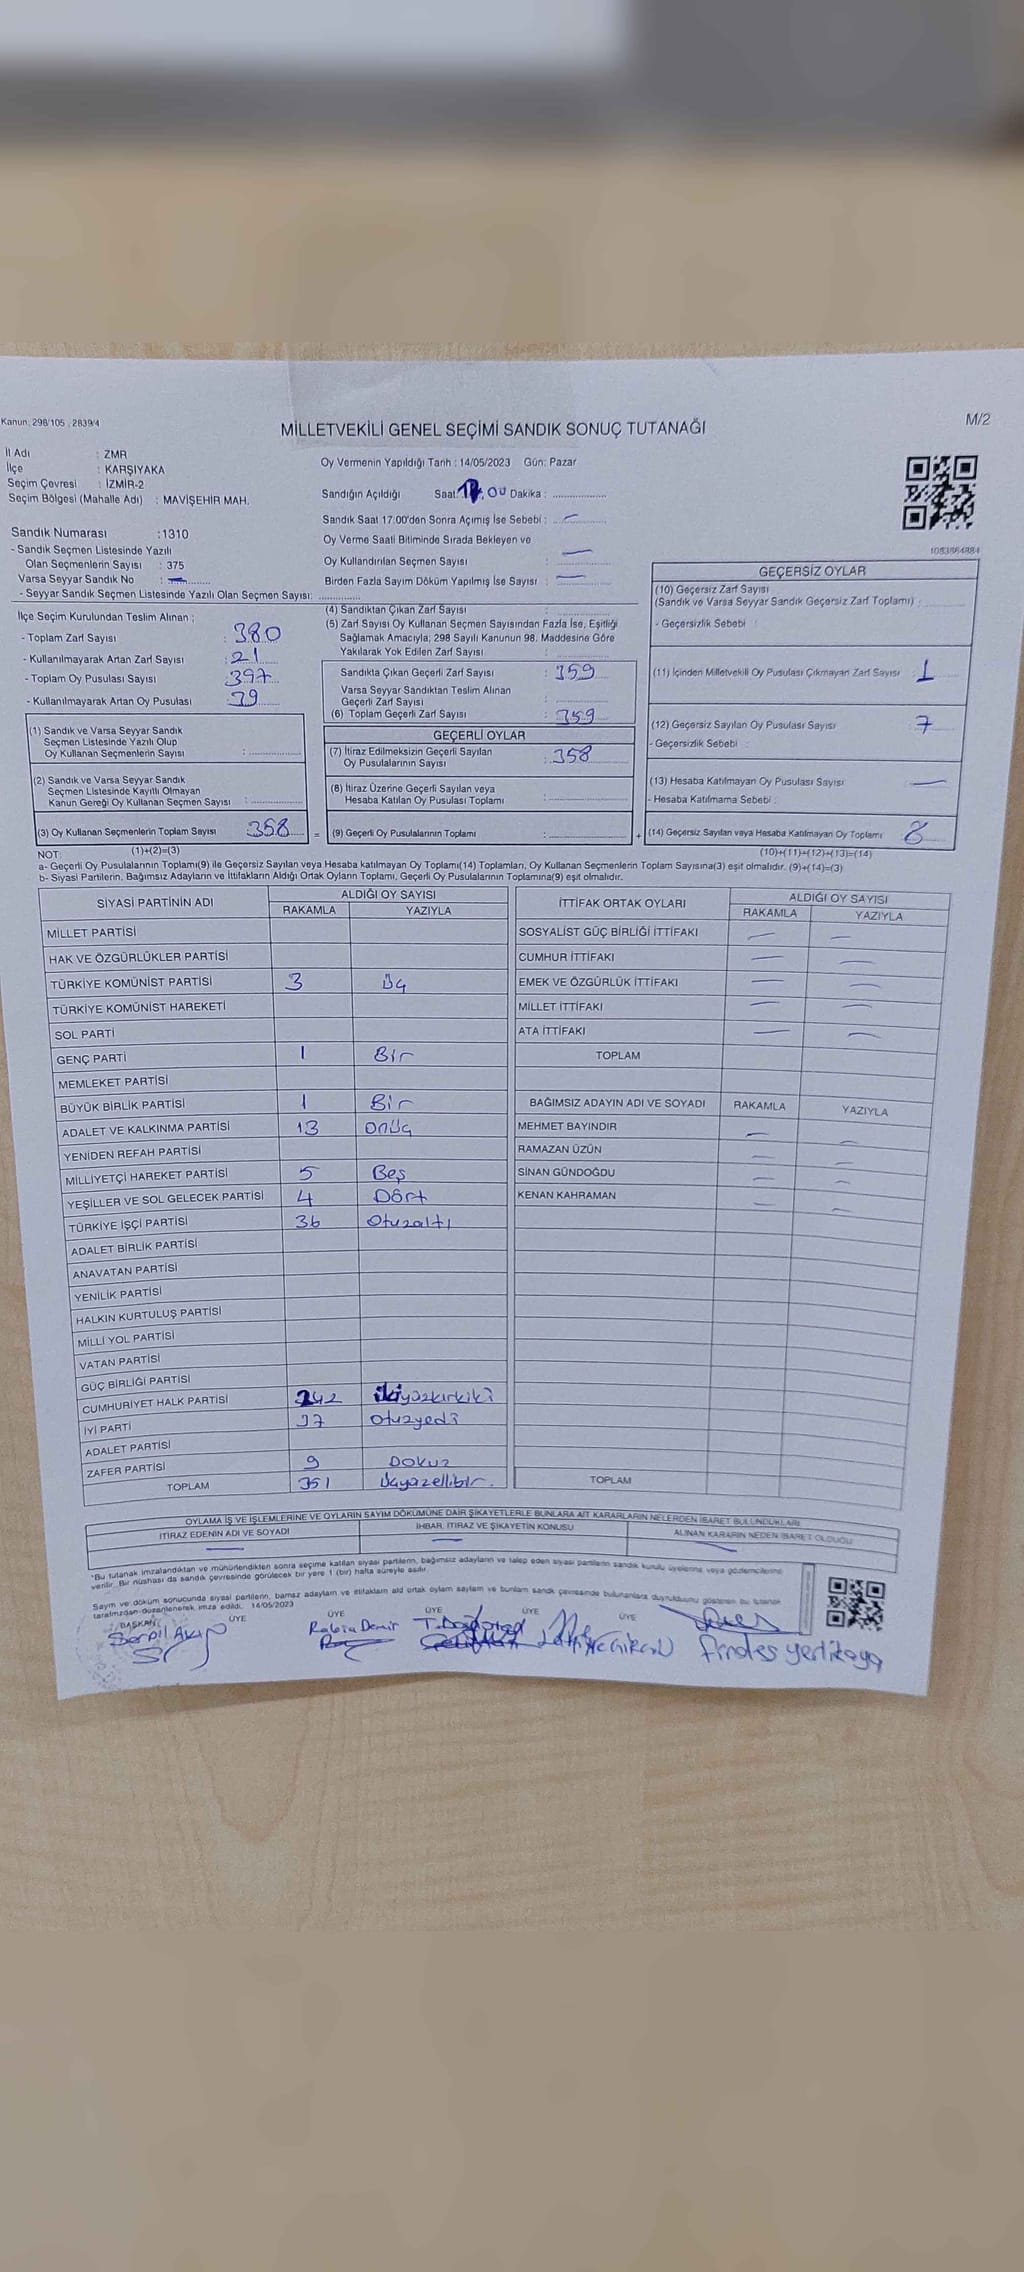 Kanun: 298/105 , 2839/4
M/2
MİLLETVEKİLİ GENEL SEÇİMİ SANDIK SONUÇ TUTANAĞI
İl Adı : ZMR
İlçe : KARŞIYAKA
Seçim Çevresi : İZMİR-2
Seçim Bölgesi (Mahalle Adı) : MAVİŞEHİR MAH.
Sandık Numarası :1310
- Sandık Seçmen Listesinde Yazılı
Olan Seçmenlerin Sayısı : 375
Varsa Seyyar Sandık No : —
- Seyyar Sandık Seçmen Listesinde Yazılı Olan Seçmen Sayısı:
Oy Vermenin Yapıldığı Tarih : 14/05/2023 Gün: Pazar
Sandığın Açıldığı Saat: 17,00 Dakika :
Sandık Saat 17:00'den Sonra Açımış İse Sebebi : —
Oy Verme Saati Bitiminde Sırada Bekleyen ve
Oy Kullandırılan Seçmen Sayısı : —
Birden Fazla Sayım Döküm Yapılmış İse Sayısı : —
1083864884
İlçe Seçim Kurulundan Teslim Alınan ;
- Toplam Zarf Sayısı : 380
- Kullanılmayarak Artan Zarf Sayısı : 21
- Toplam Oy Pusulası Sayısı : 397
- Kullanılmayarak Artan Oy Pusulası : 39
(4) Sandıktan Çıkan Zarf Sayısı :
(5) Zarf Sayısı Oy Kullanan Seçmen Sayısından Fazla İse, Eşitliği
Sağlamak Amacıyla; 298 Sayılı Kanunun 98. Maddesine Göre
Yakılarak Yok Edilen Zarf Sayısı :
Sandıkta Çıkan Geçerli Zarf Sayısı : 359
Varsa Seyyar Sandıktan Teslim Alınan
Geçerli Zarf Sayısı :
(6) Toplam Geçerli Zarf Sayısı : 359
GEÇERLİ OYLAR
(7) İtiraz Edilmeksizin Geçerli Sayılan
Oy Pusulalarının Sayısı : 358
(8) İtiraz Üzerine Geçerli Sayılan veya
Hesaba Katılan Oy Pusulası Toplamı :
(9) Geçerli Oy Pusulalarının Toplamı :
GEÇERSİZ OYLAR
(10) Geçersiz Zarf Sayısı
(Sandık ve Varsa Seyyar Sandık Geçersiz Zarf Toplamı) :
- Geçersizlik Sebebi :
(11) İçinden Milletvekili Oy Pusulası Çıkmayan Zarf Sayısı : 1
(12) Geçersiz Sayılan Oy Pusulası Sayısı : 7
- Geçersizlik Sebebi :
(13) Hesaba Katılmayan Oy Pusulası Sayısı : —
- Hesaba Katılmama Sebebi :
(14) Geçersiz Sayılan veya Hesaba Katılmayan Oy Toplamı : 8
(1) Sandık ve Varsa Seyyar Sandık
Seçmen Listesinde Yazılı Olup
Oy Kullanan Seçmenlerin Sayısı :
(2) Sandık ve Varsa Seyyar Sandık
Seçmen Listesinde Kayıtlı Olmayan
Kanun Gereği Oy Kullanan Seçmen Sayısı :
(3) Oy Kullanan Seçmenlerin Toplam Sayısı 358
= +
NOT: (1)+(2)=(3) (10)+(11)+(12)+(13)=(14)
a- Geçerli Oy Pusulalarının Toplamı(9) ile Geçersiz Sayılan veya Hesaba katılmayan Oy Toplamı(14) Toplamları, Oy Kullanan Seçmenlerin Toplam Sayısına(3) eşit olmalıdır. (9)+(14)=(3)
b- Siyasi Partilerin, Bağımsız Adayların ve İttifakların Aldığı Ortak Oyların Toplamı, Geçerli Oy Pusulalarının Toplamına(9) eşit olmalıdır.
SİYASİ PARTİNİN ADI ALDIĞI OY SAYISI
RAKAMLA YAZIYLA
MİLLET PARTİSİ
HAK VE ÖZGÜRLÜKLER PARTİSİ
TÜRKİYE KOMÜNİST PARTİSİ 3 Üç
TÜRKİYE KOMÜNİST HAREKETİ
SOL PARTİ
GENÇ PARTİ 1 Bir
MEMLEKET PARTİSİ
BÜYÜK BİRLİK PARTİSİ 1 Bir
ADALET VE KALKINMA PARTİSİ 13 Onüç
YENİDEN REFAH PARTİSİ
MİLLİYETÇİ HAREKET PARTİSİ 5 Beş
YEŞİLLER VE SOL GELECEK PARTİSİ 4 Dört
TÜRKİYE İŞÇİ PARTİSİ 36 Otuzaltı
ADALET BİRLİK PARTİSİ
ANAVATAN PARTİSİ
YENİLİK PARTİSİ
HALKIN KURTULUŞ PARTİSİ
MİLLİ YOL PARTİSİ
VATAN PARTİSİ
GÜÇ BİRLİĞİ PARTİSİ
CUMHURİYET HALK PARTİSİ 242 ikiyüzkırkiki
İYİ PARTİ 37 Otuzyedi
ADALET PARTİSİ
ZAFER PARTİSİ 9 Dokuz
TOPLAM 351 Üçyüzellibir.
İTTİFAK ORTAK OYLARI ALDIĞI OY SAYISI
RAKAMLA YAZIYLA
SOSYALİST GÜÇ BİRLİĞİ İTTİFAKI — —
CUMHUR İTTİFAKI — —
EMEK VE ÖZGÜRLÜK İTTİFAKI — —
MİLLET İTTİFAKI — —
ATA İTTİFAKI — —
TOPLAM
BAĞIMSIZ ADAYIN ADI VE SOYADI RAKAMLA YAZIYLA
MEHMET BAYINDIR — —
RAMAZAN ÜZÜN — —
SİNAN GÜNDOĞDU — —
KENAN KAHRAMAN — —
TOPLAM
OYLAMA İŞ VE İŞLEMLERİNE VE OYLARIN SAYIM DÖKÜMÜNE DAİR ŞİKAYETLERLE BUNLARA AİT KARARLARIN NELERDEN İBARET BULUNDUKLARI
İTİRAZ EDENİN ADI VE SOYADI İHBAR, İTİRAZ VE ŞİKAYETİN KONUSU ALINAN KARARIN NEDEN İBARET OLDUĞU
— — —
"Bu tutanak imzalandıktan ve mühürlendikten sonra seçime katılan siyasi partilerin, bağımsız adayların ve talep eden siyasi partilerin sandık kurulu üyelerine veya gözlemcilerine
verilir. Bir nüshası da sandık çevresinde görülecek bir yere 1 (bir) hafta süreyle asılır.
Sayım ve döküm sonucunda siyasi partilerin,
tarafımızdan düzenlenerek imza edildi. 14/05/2023
BAŞKAN ÜYE ÜYE ÜYE ÜYE ÜYE
Serpil Rabia Demir Yerlikaya